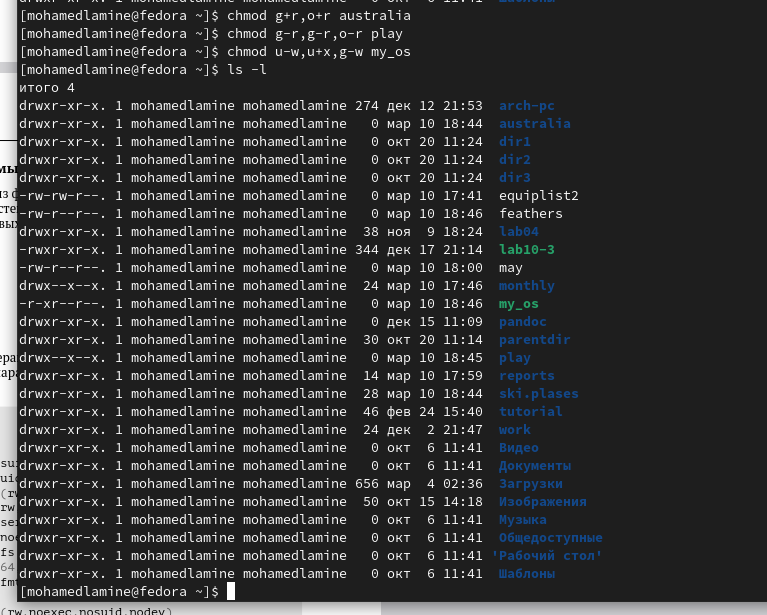 [mohamedlamine@fedora ~]$ chmod g+r,o+r australia
[mohamedlamine@fedora ~]$ chmod g-r,g-r,o-r play
[mohamedlamine@fedora ~]$ chmod u-w,u+x,g-w my_os
[mohamedlamine@fedora ~]$ ls -l
итого 4
drwxr-xr-x. 1 mohamedlamine mohamedlamine 274 дек 12 21:53 arch-pc
drwxr-xr-x. 1 mohamedlamine mohamedlamine 0 мар 10 18:44 australia
drwxr-xr-x. 1 mohamedlamine mohamedlamine 0 окт 20 11:24 dir1
drwxr-xr-x. 1 mohamedlamine mohamedlamine 0 окт 20 11:24 dir2
drwxr-xr-x. 1 mohamedlamine mohamedlamine 0 окт 20 11:24 dir3
-rw-rw-r--. 1 mohamedlamine mohamedlamine 0 мар 10 17:41 equiplist2
-rw-r--r--. 1 mohamedlamine mohamedlamine 0 мар 10 18:46 feathers
drwxr-xr-x. 1 mohamedlamine mohamedlamine 38 ноя 9 18:24 lab04
-rwxr-xr-x. 1 mohamedlamine mohamedlamine 344 дек 17 21:14 lab10-3
-rw-r--r--. 1 mohamedlamine mohamedlamine 0 мар 10 18:00 may
drwx--x--x. 1 mohamedlamine mohamedlamine 24 мар 10 17:46 monthly
-r-xr--r--. 1 mohamedlamine mohamedlamine 0 мар 10 18:46 my_os
drwxr-xr-x. 1 mohamedlamine mohamedlamine 0 дек 15 11:09 pandoc
drwxr-xr-x. 1 mohamedlamine mohamedlamine 30 окт 20 11:14 parentdir
drwx--x--x. 1 mohamedlamine mohamedlamine 0 мар 10 18:45 play
drwxr-xr-x. 1 mohamedlamine mohamedlamine 14 мар 10 17:59 reports
drwxr-xr-x. 1 mohamedlamine mohamedlamine 28 мар 10 18:44 ski.plases
drwxr-xr-x. 1 mohamedlamine mohamedlamine 46 фев 24 15:40 tutorial
drwxr-xr-x. 1 mohamedlamine mohamedlamine 24 дек 2 21:47 work
drwxr-xr-x. 1 mohamedlamine mohamedlamine 0 окт 6 11:41 Видео
drwxr-xr-x. 1 mohamedlamine mohamedlamine 0 окт 6 11:41 Документы
drwxr-xr-x. 1 mohamedlamine mohamedlamine 656 мар 4 02:36 Загрузки
drwxr-xr-x. 1 mohamedlamine mohamedlamine 50 окт 15 14:18 Изображения
drwxr-xr-x. 1 mohamedlamine mohamedlamine 0 окт 6 11:41 Музыка
drwxr-xr-x. 1 mohamedlamine mohamedlamine 0 окт 6 11:41 Общедоступные
drwxr-xr-x. 1 mohamedlamine mohamedlamine 0 окт 6 11:41 'Рабочий стол'
drwxr-xr-x. 1 mohamedlamine mohamedlamine 0 окт 6 11:41 Шаблоны
[mohamedlamine@fedora ~]$
(rw,noexec,nosuid,nodev)